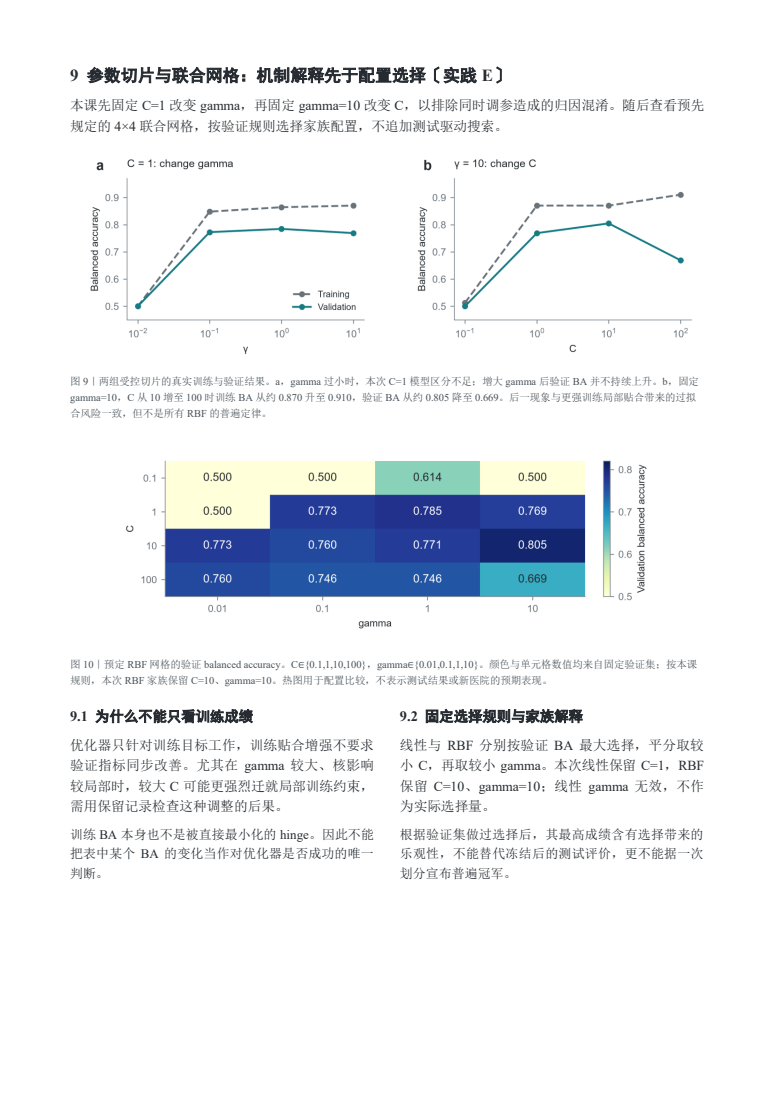 9 参数切片与联合网格：机制解释先于配置选择〔实践 E〕
本课先固定 C=1 改变 gamma，再固定 gamma=10 改变 C，以排除同时调参造成的归因混淆。随后查看预先
规定的 4×4 联合网格，按验证规则选择家族配置，不追加测试驱动搜索。
a C = 1: change gamma
Balanced accuracy
0.9
0.8
0.7
0.6
0.5
Training
Validation
10⁻² 10⁻¹ 10⁰ 10¹
γ
b γ = 10: change C
Balanced accuracy
0.9
0.8
0.7
0.6
0.5
10⁻¹ 10⁰ 10¹ 10²
C
图 9｜两组受控切片的真实训练与验证结果。a，gamma 过小时，本次 C=1 模型区分不足；增大 gamma 后验证 BA 并不持续上升。b，固定
gamma=10，C 从 10 增至 100 时训练 BA 从约 0.870 升至 0.910，验证 BA 从约 0.805 降至 0.669。后一现象与更强训练局部贴合带来的过拟
合风险一致，但不是所有 RBF 的普遍定律。
C
0.1 0.500 0.500 0.614 0.500
1 0.500 0.773 0.785 0.769
10 0.773 0.760 0.771 0.805
100 0.760 0.746 0.746 0.669
0.01 0.1 1 10
gamma
0.8
0.7
0.6
0.5
Validation balanced accuracy
图 10｜预定 RBF 网格的验证 balanced accuracy。C∈{0.1,1,10,100}，gamma∈{0.01,0.1,1,10}。颜色与单元格数值均来自固定验证集；按本课
规则，本次 RBF 家族保留 C=10、gamma=10。热图用于配置比较，不表示测试结果或新医院的预期表现。
9.1 为什么不能只看训练成绩
优化器只针对训练目标工作，训练贴合增强不要求
验证指标同步改善。尤其在 gamma 较大、核影响
较局部时，较大 C 可能更强烈迁就局部训练约束，
需用保留记录检查这种调整的后果。
训练 BA 本身也不是被直接最小化的 hinge。因此不能
把表中某个 BA 的变化当作对优化器是否成功的唯一
判断。
9.2 固定选择规则与家族解释
线性与 RBF 分别按验证 BA 最大选择，平分取较
小 C，再取较小 gamma。本次线性保留 C=1，RBF
保留 C=10、gamma=10；线性 gamma 无效，不作
为实际选择量。
根据验证集做过选择后，其最高成绩含有选择带来的
乐观性，不能替代冻结后的测试评价，更不能据一次
划分宣布普遍冠军。